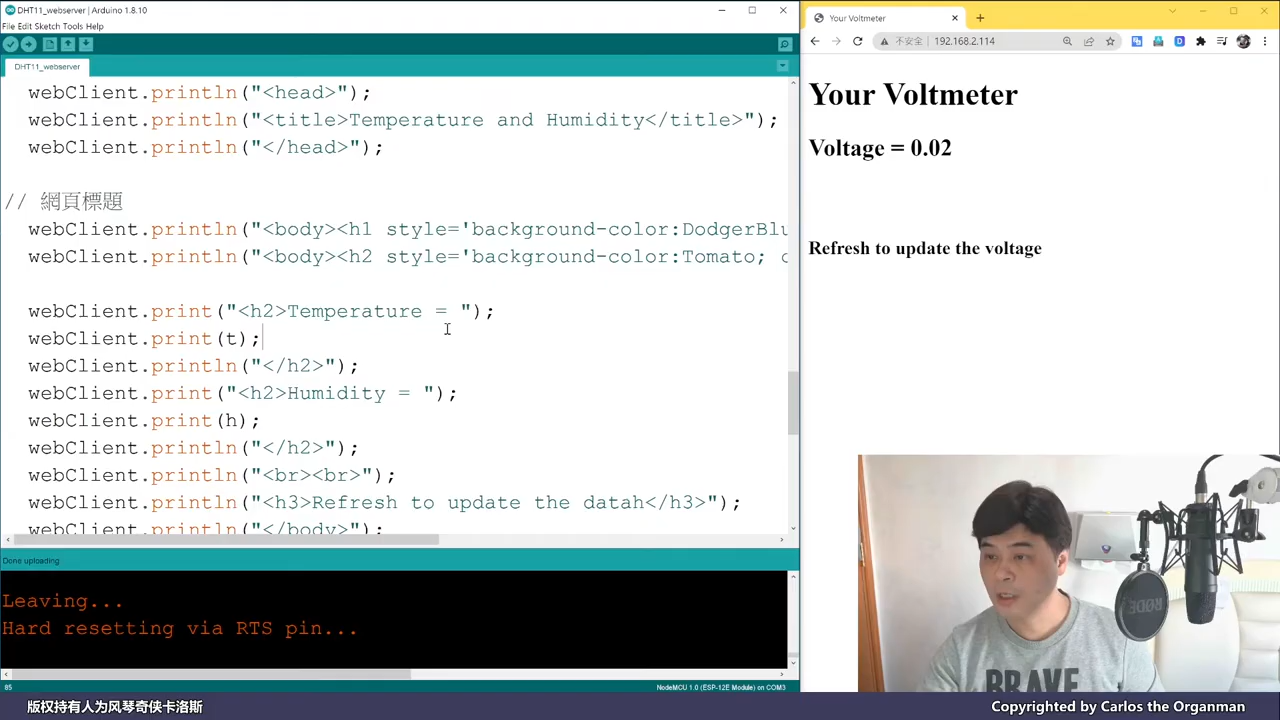 DHT11_webserver | Arduino 1.8.10
File Edit Sketch Tools Help
DHT11_webserver
webClient.println("<head>");
webClient.println("<title>Temperature and Humidity</title>");
webClient.println("</head>");
// 網頁標題
webClient.println("<body><h1 style='background-color:DodgerBlu
webClient.println("<body><h2 style='background-color:Tomato; c
webClient.print("<h2>Temperature = ");
webClient.print(t);
webClient.println("</h2>");
webClient.print("<h2>Humidity = ");
webClient.print(h);
webClient.println("</h2>");
webClient.println("<br><br>");
webClient.println("<h3>Refresh to update the datah</h3>");
webClient.println("</body>");
Done uploading
Leaving...
Hard resetting via RTS pin...
85
NodeMCU 1.0 (ESP-12E Module) on COM3
Your Voltmeter
不安全 | 192.168.2.114
Your Voltmeter
Voltage = 0.02
Refresh to update the voltage
RØDE
BRAVE
版权持有人为风琴奇侠卡洛斯
Copyrighted by Carlos the Organman